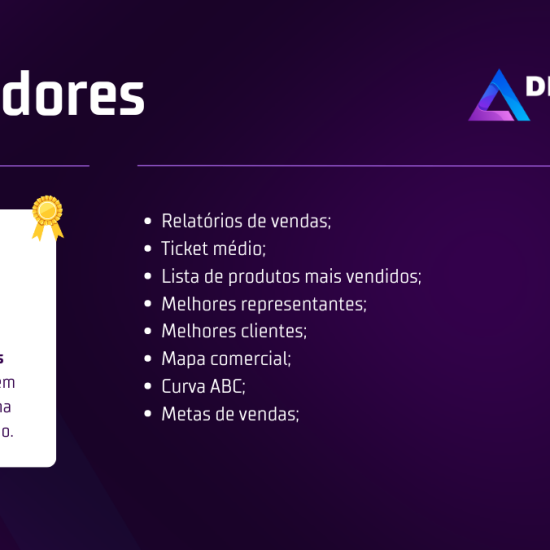 dores
Relatórios de vendas;
Ticket médio;
Lista de produtos mais vendidos;
Melhores representantes;
Melhores clientes;
Mapa comercial;
Curva ABC;
Metas de vendas;